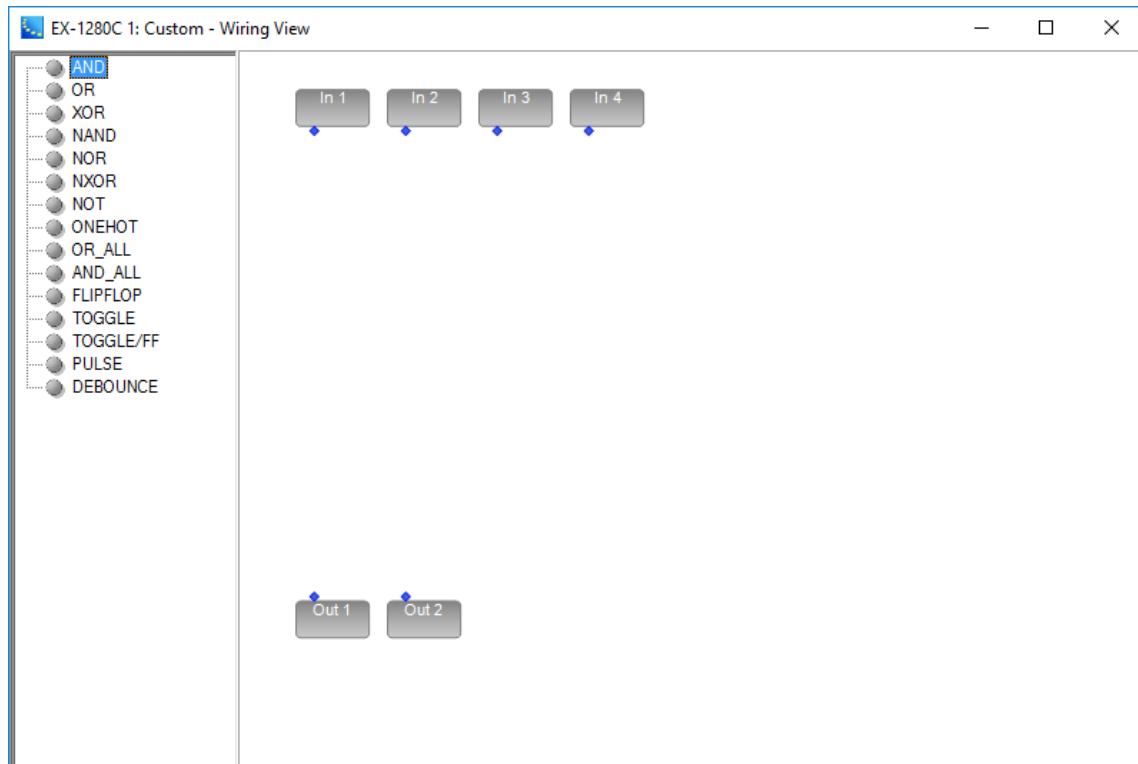 EX-1280C 1: Custom - Wiring View
AND
OR
XOR
NAND
NOR
NXOR
NOT
ONEHOT
OR_ALL
AND_ALL
FLIPFLOP
TOGGLE
TOGGLE/FF
PULSE
DEBOUNCE
In 1 In 2 In 3 In 4
Out 1 Out 2